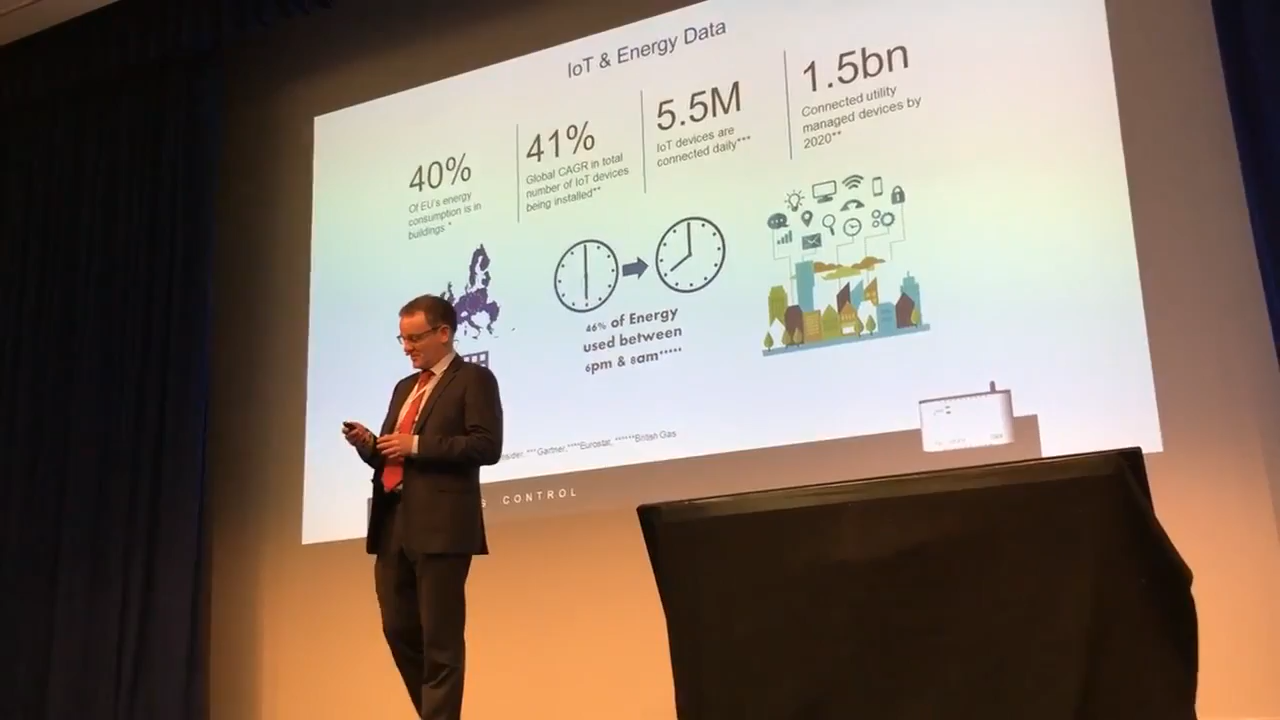 IoT & Energy Data
40%
Of EU's energy
consumption is in
buildings *
41%
Global CAGR in total
number of IoT devices
being installed**
5.5M
IoT devices are
connected daily***
1.5bn
Connected utility
managed devices by
2020**
46% of Energy
used between
6pm & 8am*****
***Gartner,****Eurostat, ******British Gas
CONTROL